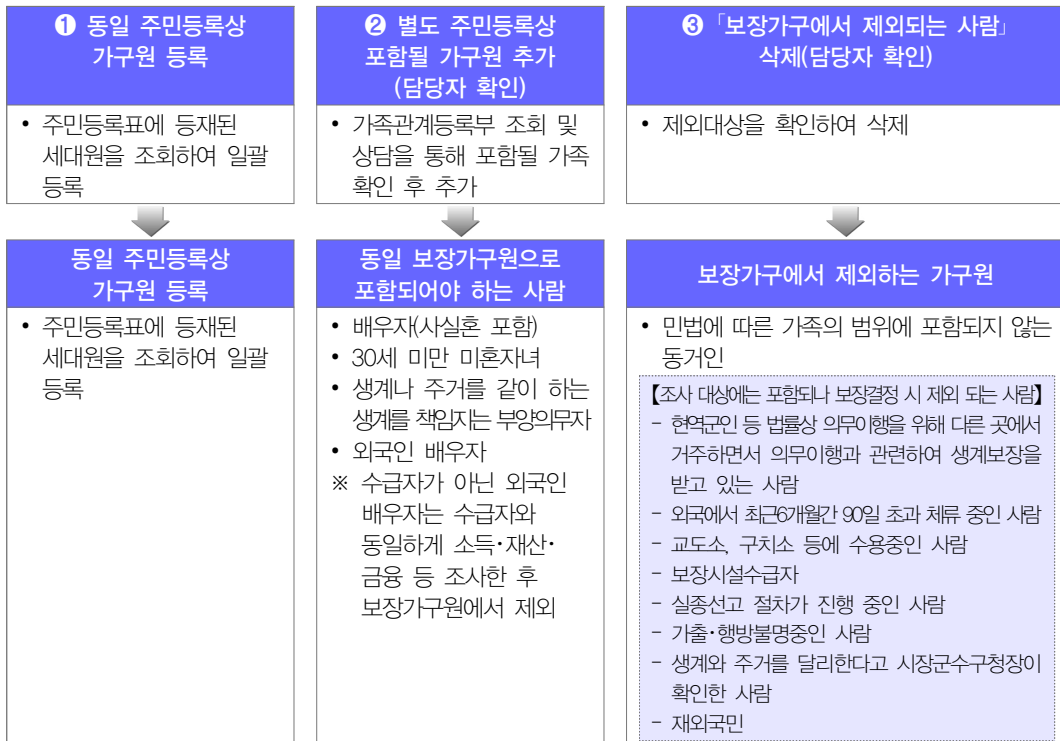 ❶ 동일 주민등록상
가구원 등록
• 주민등록표에 등재된
세대원을 조회하여 일괄
등록
동일 주민등록상
가구원 등록
• 주민등록표에 등재된
세대원을 조회하여 일괄
등록
❷ 별도 주민등록상
포함될 가구원 추가
(담당자 확인)
• 가족관계등록부 조회 및
상담을 통해 포함될 가족
확인 후 추가
동일 보장가구원으로
포함되어야 하는 사람
• 배우자(사실혼 포함)
• 30세 미만 미혼자녀
• 생계나 주거를 같이 하는
생계를 책임지는 부양의무자
• 외국인 배우자
※ 수급자가 아닌 외국인
배우자는 수급자와
동일하게 소득·재산·
금융 등 조사한 후
보장가구원에서 제외
❸「보장가구에서 제외되는 사람」
삭제(담당자 확인)
• 제외대상을 확인하여 삭제
보장가구에서 제외하는 가구원
• 민법에 따른 가족의 범위에 포함되지 않는
동거인
【조사 대상에는 포함되나 보장결정 시 제외 되는 사람】
- 현역군인 등 법률상 의무이행을 위해 다른 곳에서
거주하면서 의무이행과 관련하여 생계보장을
받고 있는 사람
- 외국에서 최근6개월간 90일 초과 체류 중인 사람
- 교도소, 구치소 등에 수용중인 사람
- 보장시설수급자
- 실종선고 절차가 진행 중인 사람
- 가출·행방불명중인 사람
- 생계와 주거를 달리한다고 시장군수구청장이
확인한 사람
- 재외국민